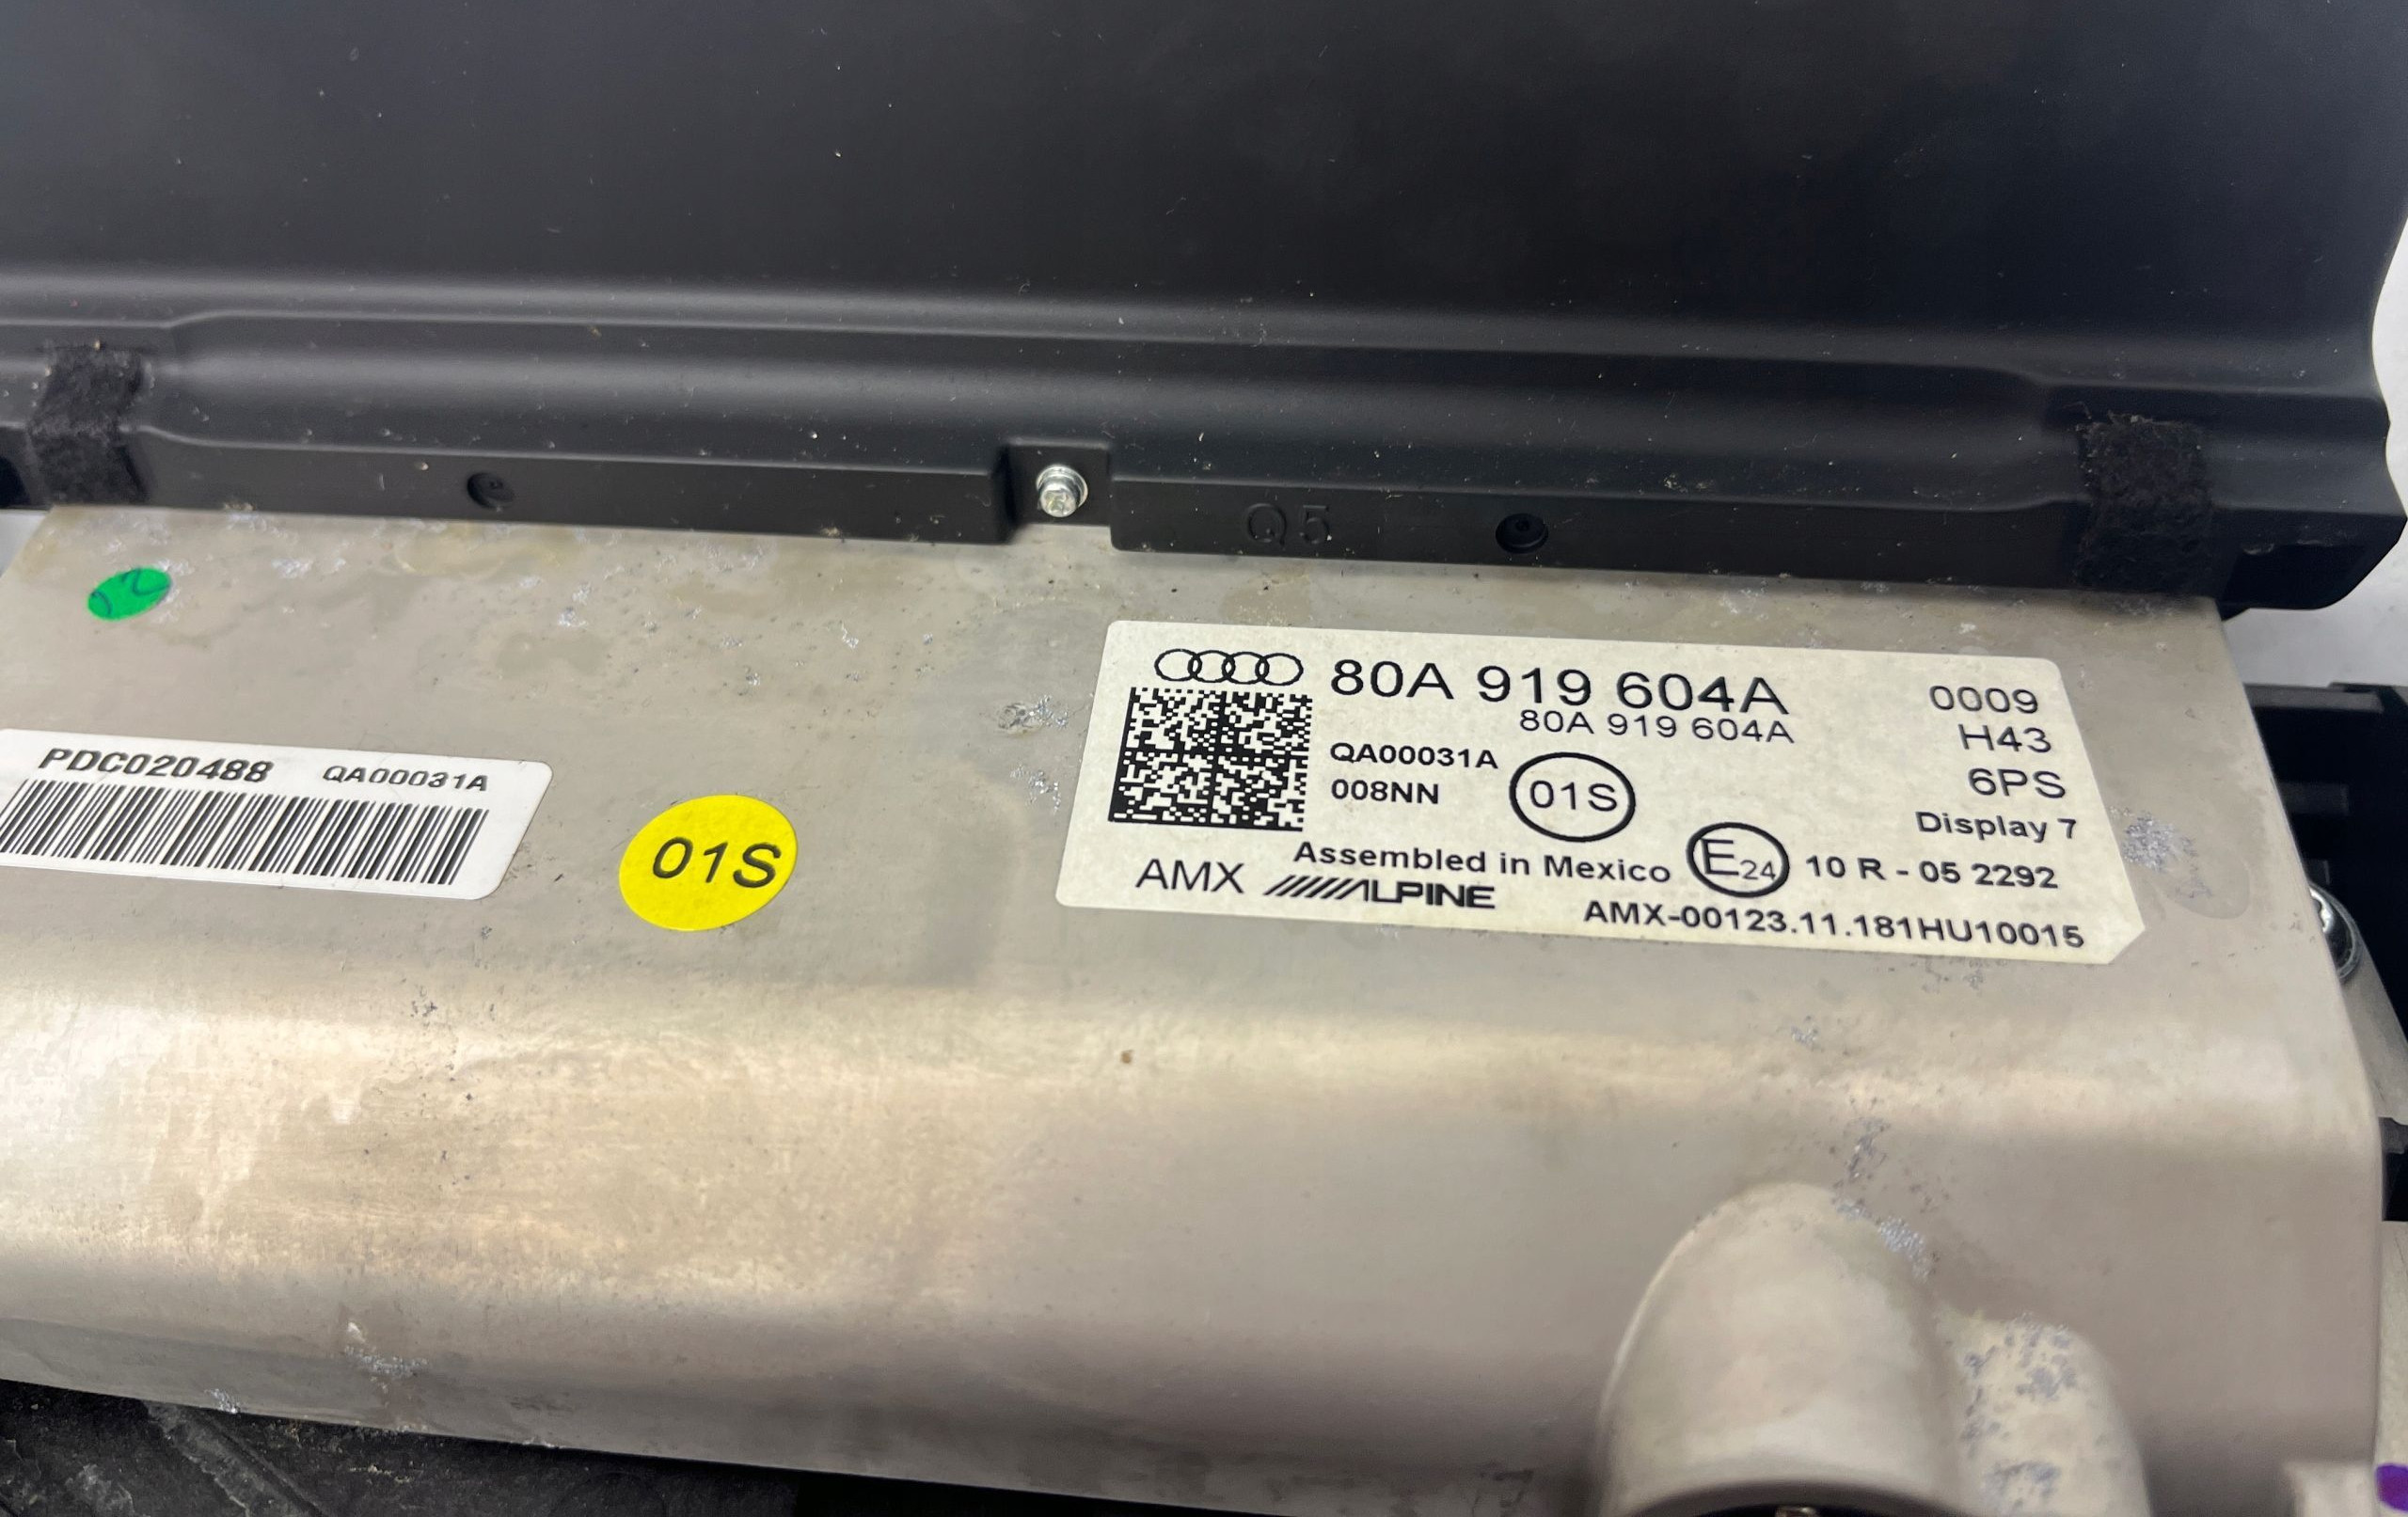 Q5
2
80A 919 604A
80A 919 604A
0009
H43
6PS
Display 7
QA00031A
008NN
01S
Assembled in Mexico
E24
10 R - 05 2292
AMX
ALPINE
AMX-00123.11.181HU10015
PDC020488 QA00031A
01S